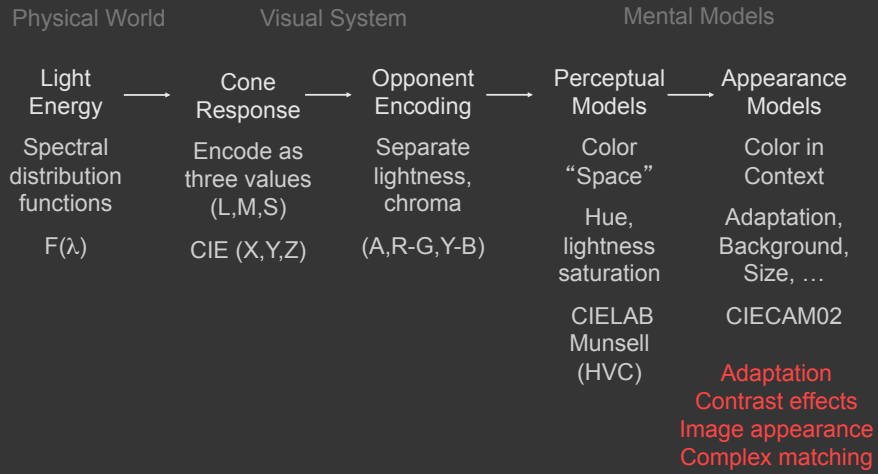 Physical World
Visual System
Mental Models
Light
Energy
Spectral
distribution
functions
F(λ)
Cone
Response
Encode as
three values
(L,M,S)
CIE (X,Y,Z)
Opponent
Encoding
Separate
lightness,
chroma
(A,R-G,Y-B)
Perceptual
Models
Color
“Space”
Hue,
lightness
saturation
CIELAB
Munsell
(HVC)
Appearance
Models
Color in
Context
Adaptation,
Background,
Size, …
CIECAM02
Adaptation
Contrast effects
Image appearance
Complex matching